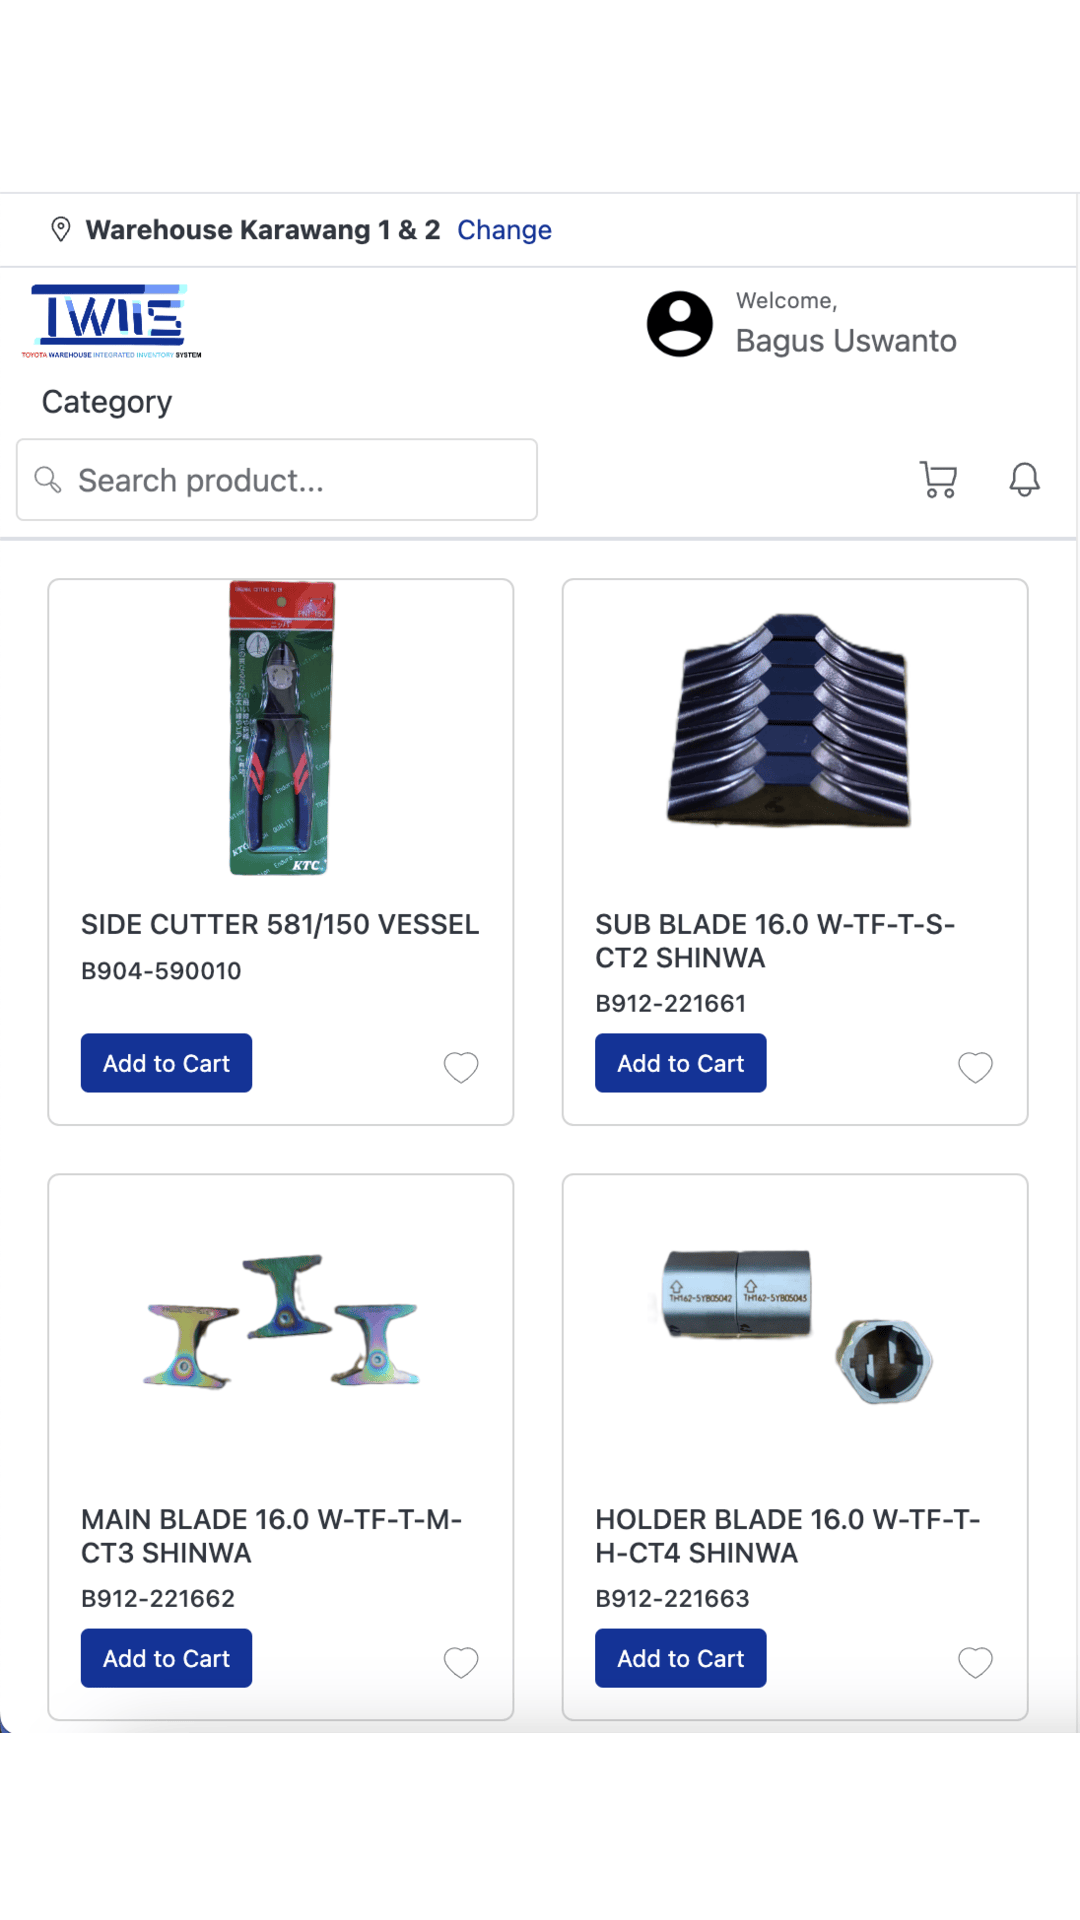 Warehouse Karawang 1 & 2 Change
TWIIS
TOYOTA WAREHOUSE INTEGRATED INVENTORY SYSTEM
Welcome,
Bagus Uswanto
Category
Search product...
ニッパ
KTC
SIDE CUTTER 581/150 VESSEL
B904-590010
Add to Cart
SUB BLADE 16.0 W-TF-T-S-
CT2 SHINWA
B912-221661
Add to Cart
TH162-5YB05042 TH162-5YB05043
MAIN BLADE 16.0 W-TF-T-M-
CT3 SHINWA
B912-221662
Add to Cart
HOLDER BLADE 16.0 W-TF-T-
H-CT4 SHINWA
B912-221663
Add to Cart